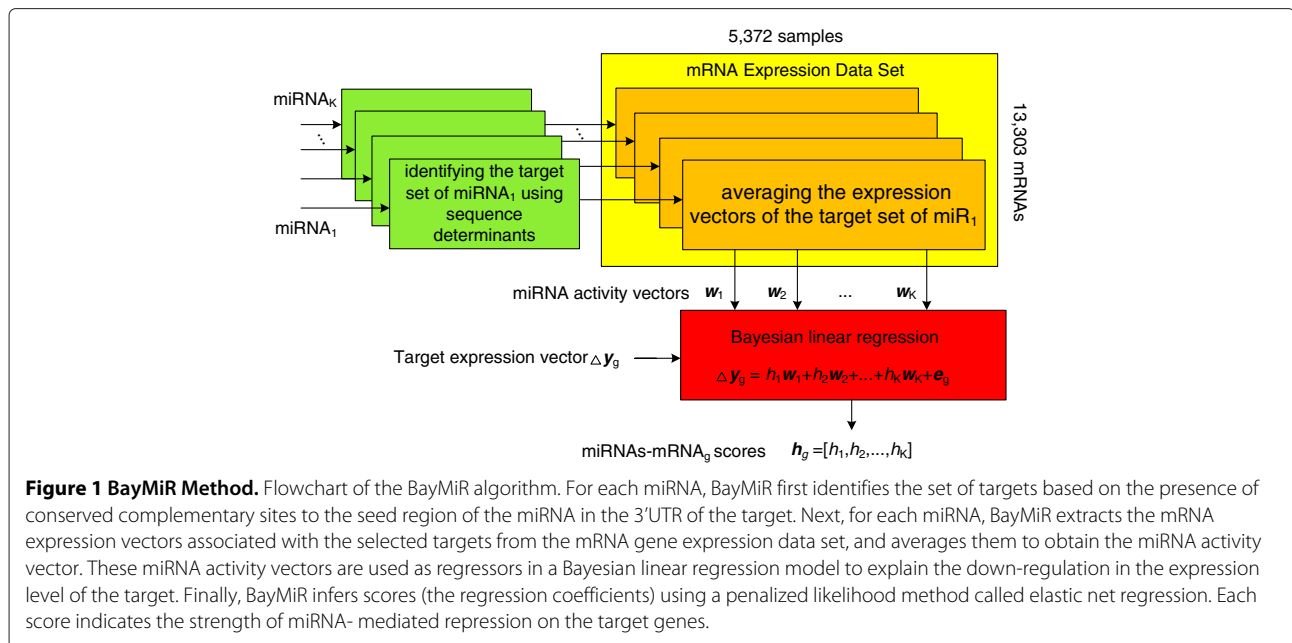 5,372 samples
mRNA Expression Data Set
13,303 mRNAs
miRNAK
...
...
identifying the target
set of miRNA1 using
sequence
determinants
averaging the expression
vectors of the target set of miR1
miRNA1
miRNA activity vectors w1 w2 ... wK
Bayesian linear regression
Target expression vector △yg
△yg = h1w1+h2w2+...+hKwK+eg
miRNAs-mRNAg scores hg =[h1,h2,...,hK]
Figure 1 BayMiR Method. Flowchart of the BayMiR algorithm. For each miRNA, BayMiR first identifies the set of targets based on the presence of
conserved complementary sites to the seed region of the miRNA in the 3’UTR of the target. Next, for each miRNA, BayMiR extracts the mRNA
expression vectors associated with the selected targets from the mRNA gene expression data set, and averages them to obtain the miRNA activity
vector. These miRNA activity vectors are used as regressors in a Bayesian linear regression model to explain the down-regulation in the expression
level of the target. Finally, BayMiR infers scores (the regression coefficients) using a penalized likelihood method called elastic net regression. Each
score indicates the strength of miRNA- mediated repression on the target genes.